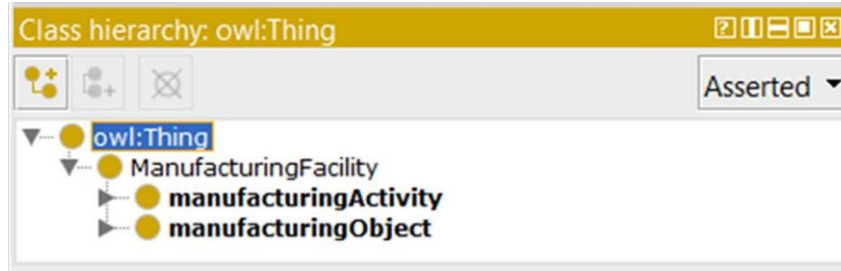 Class hierarchy: owl:Thing
Asserted
owl:Thing
ManufacturingFacility
manufacturingActivity
manufacturingObject